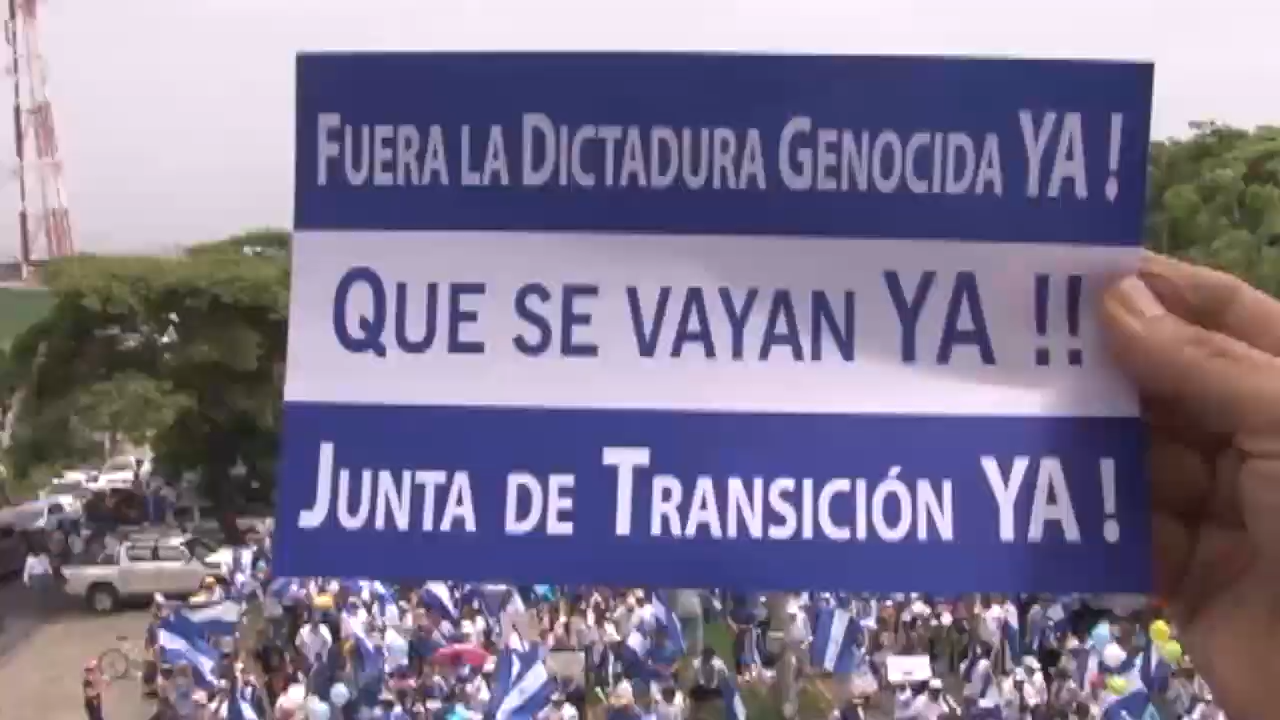 FUERA LA DICTADURA GENOCIDA YA !
QUE SE VAYAN YA !!
JUNTA DE TRANSICIÓN YA !